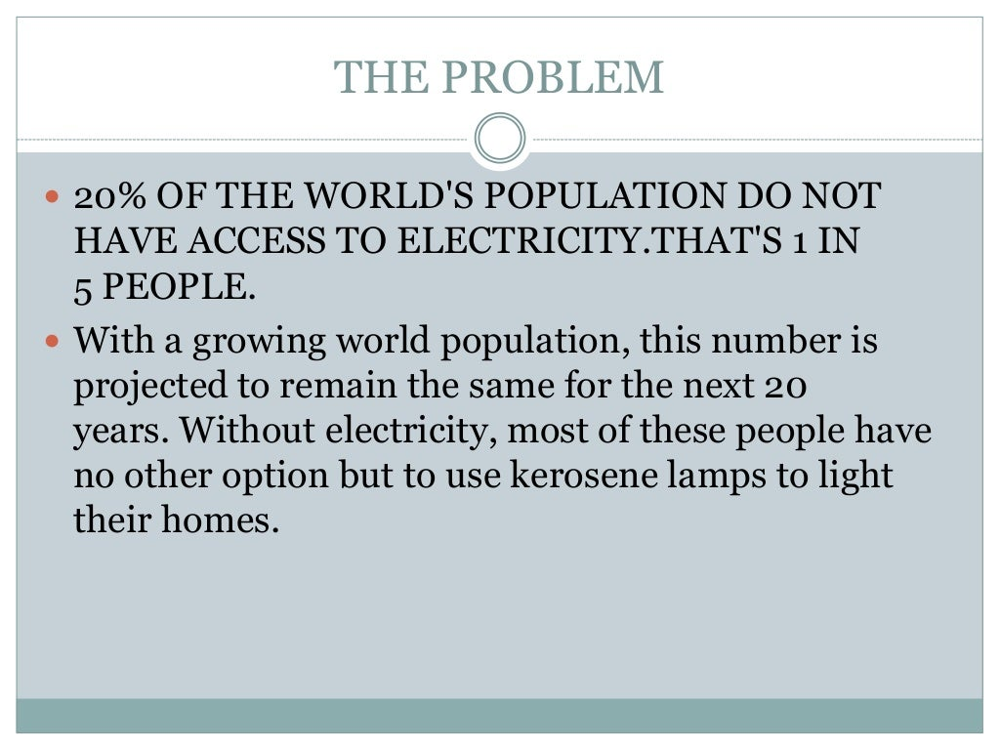 THE PROBLEM
• 20% OF THE WORLD'S POPULATION DO NOT
HAVE ACCESS TO ELECTRICITY.THAT'S 1 IN
5 PEOPLE.
• With a growing world population, this number is
projected to remain the same for the next 20
years. Without electricity, most of these people have
no other option but to use kerosene lamps to light
their homes.